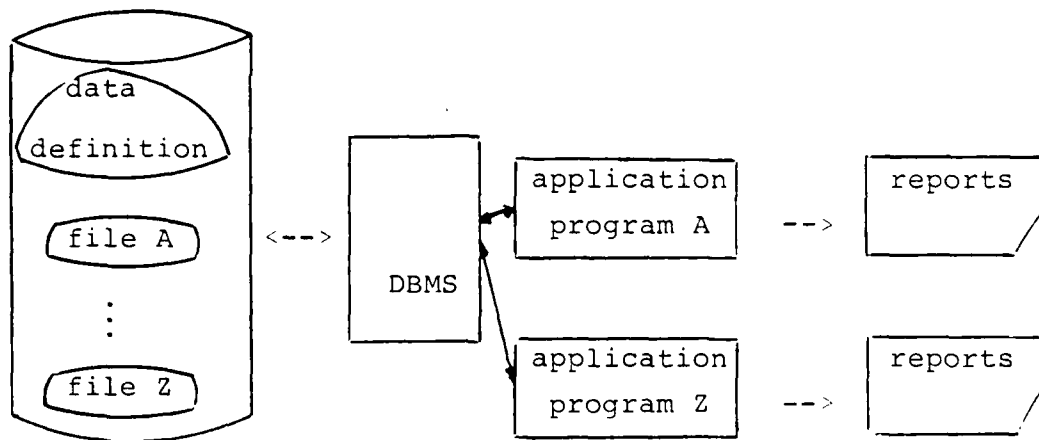 data
definition
file A
file Z
<-->
DBMS
application
program A
-->
reports
application
program Z
-->
reports